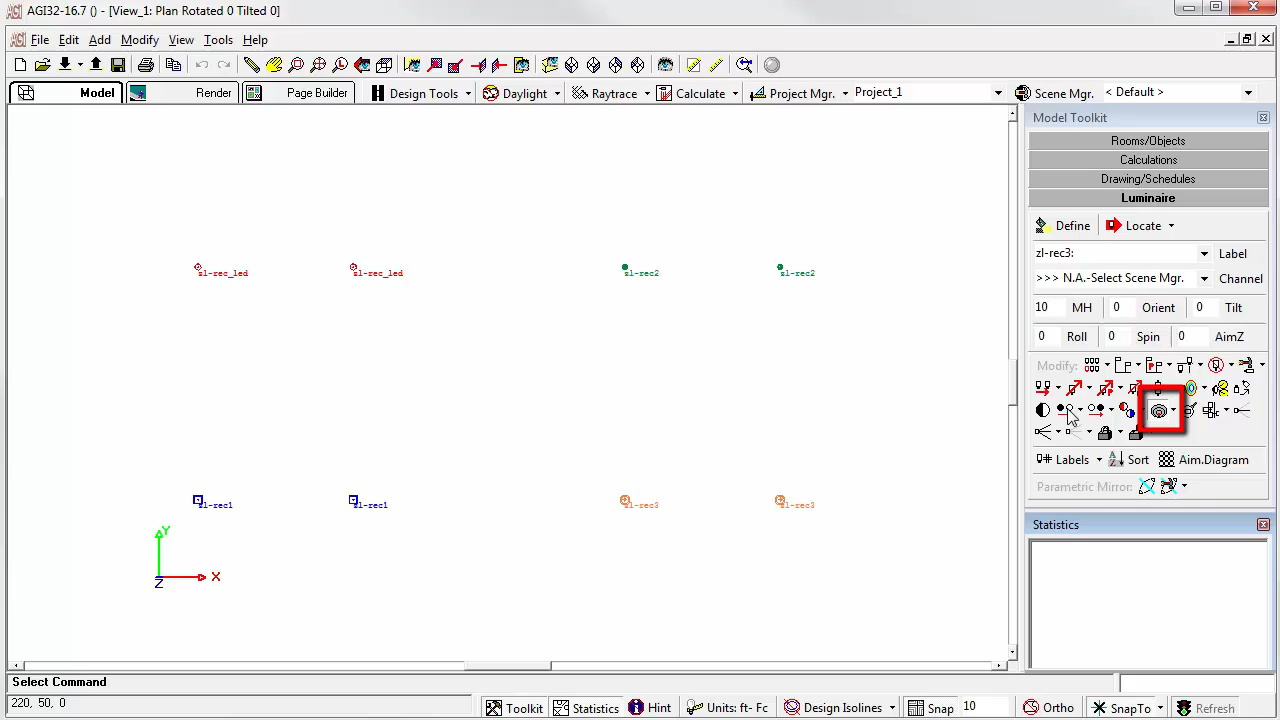 AGI32-16.7 () - [View_1: Plan Rotated 0 Tilted 0]
AGI File Edit Add Modify View Tools Help
Model Render Page Builder Design Tools Daylight Raytrace Calculate Project Mgr. Project_1 Scene Mgr. < Default >
Model Toolkit
Rooms/Objects
Calculations
Drawing/Schedules
Luminaire
Define Locate
zl-rec3: Label
>>> N.A.-Select Scene Mgr. Channel
10 MH 0 Orient 0 Tilt
0 Roll 0 Spin 0 AimZ
Modify:
Labels Sort Aim.Diagram
Parametric Mirror:
Statistics
zl-rec_led zl-rec_led zl-rec2 zl-rec2
zl-rec1 zl-rec1 zl-rec3 zl-rec3
Y
Z X
Select Command
220, 50, 0 Toolkit Statistics Hint Units: ft- Fc Design Isolines Snap 10 Ortho SnapTo Refresh